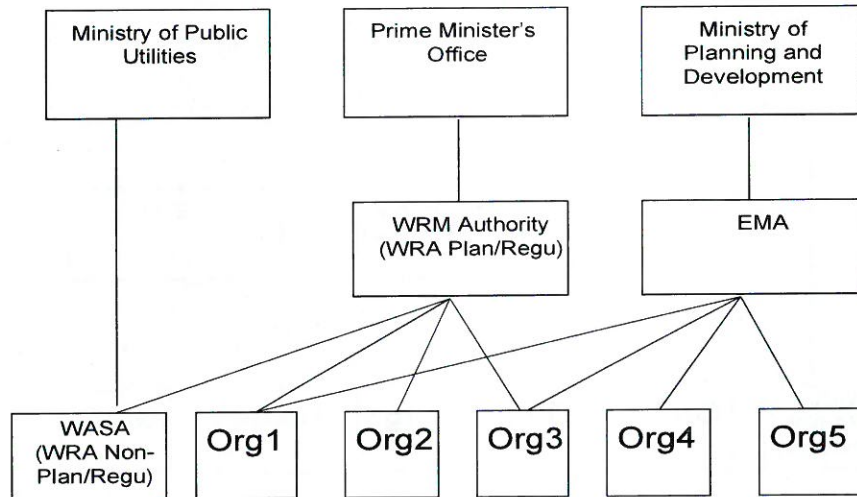 Ministry of Public
Utilities
Prime Minister's
Office
Ministry of
Planning and
Development
WRM Authority
(WRA Plan/Regu)
EMA
WASA
(WRA Non-
Plan/Regu)
Org1
Org2
Org3
Org4
Org5